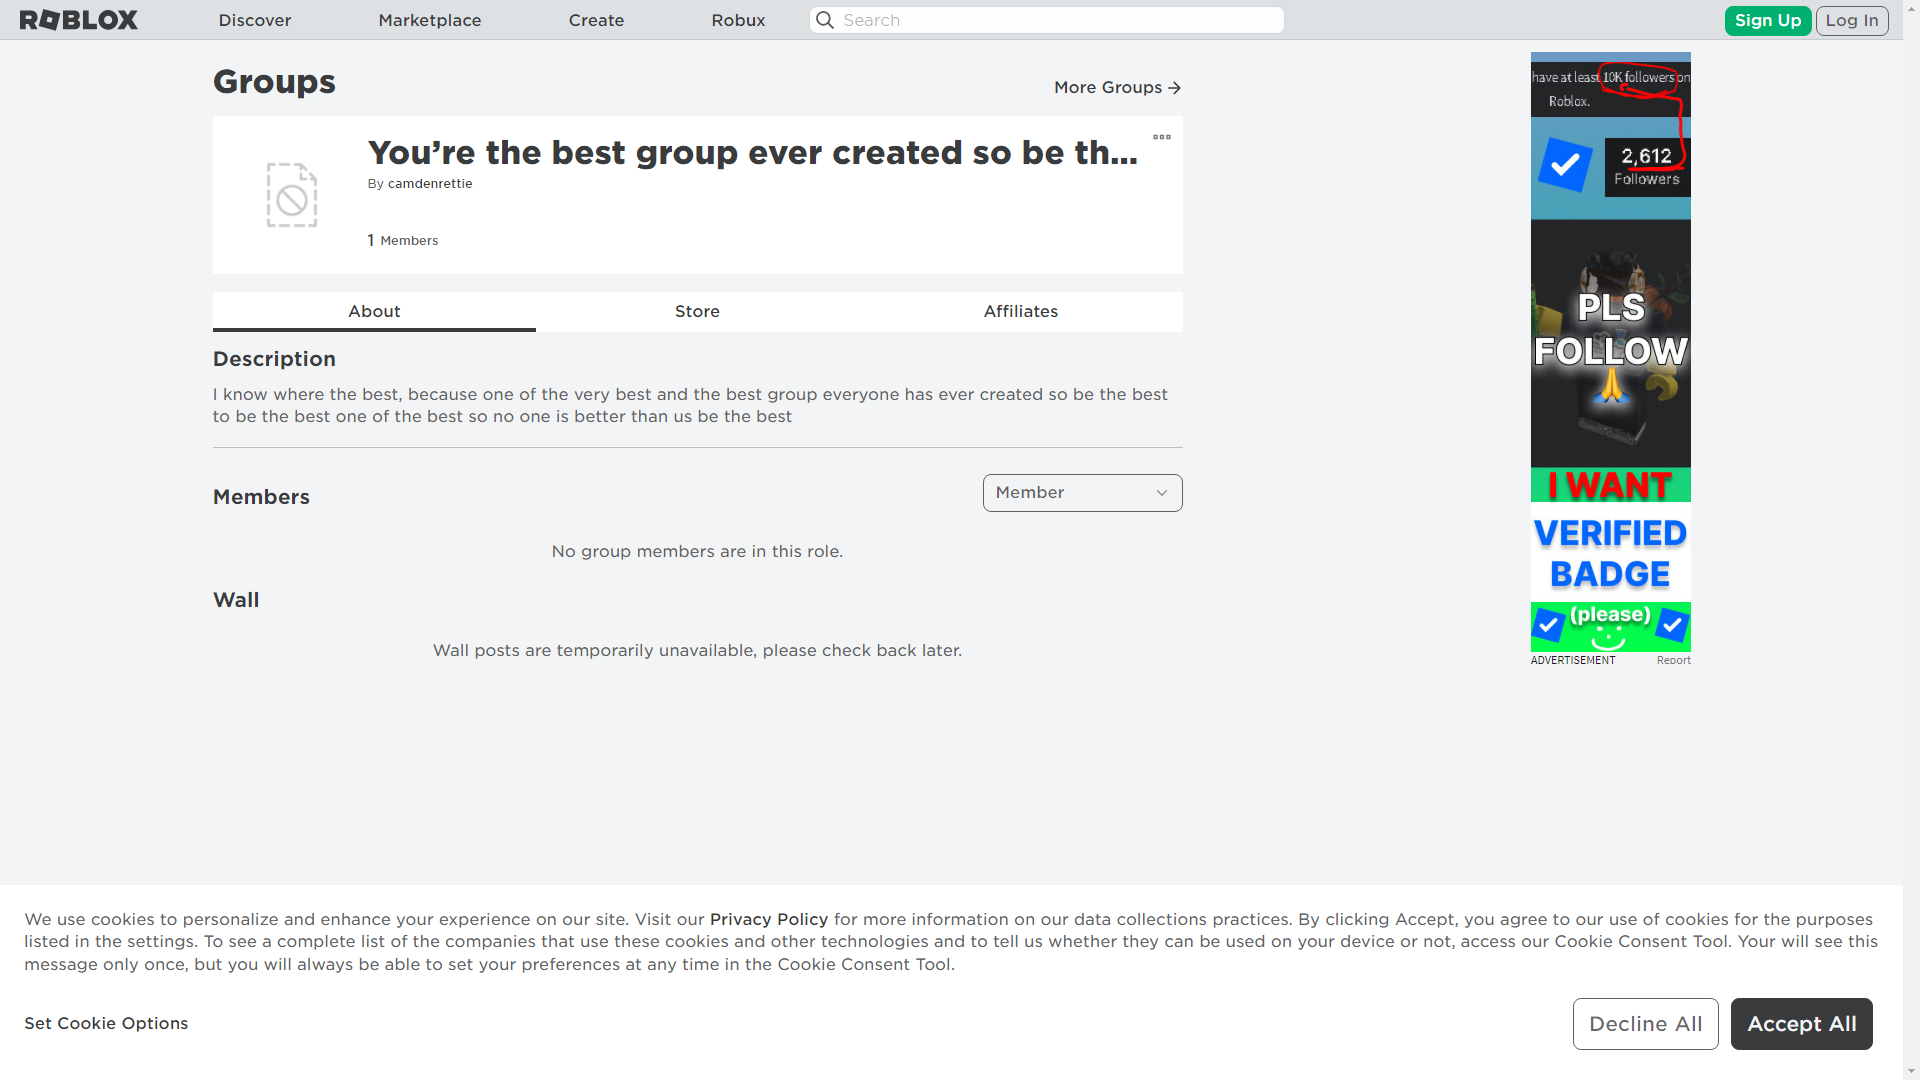 ROBLOX
Discover
Marketplace
Create
Robux
Search
Sign Up
Log In
Groups
More Groups
You’re the best group ever created so be th...
By camdenrettie
1 Members
About
Store
Affiliates
Description
I know where the best, because one of the very best and the best group everyone has ever created so be the best
to be the best one of the best so no one is better than us be the best
Members
Member
No group members are in this role.
Wall
Wall posts are temporarily unavailable, please check back later.
have at least 10K followers on
Roblox.
2,612
Followers
PLS
FOLLOW
I WANT
VERIFIED
BADGE
(please)
ADVERTISEMENT
Report
We use cookies to personalize and enhance your experience on our site. Visit our Privacy Policy for more information on our data collections practices. By clicking Accept, you agree to our use of cookies for the purposes
listed in the settings. To see a complete list of the companies that use these cookies and other technologies and to tell us whether they can be used on your device or not, access our Cookie Consent Tool. Your will see this
message only once, but you will always be able to set your preferences at any time in the Cookie Consent Tool.
Set Cookie Options
Decline All
Accept All